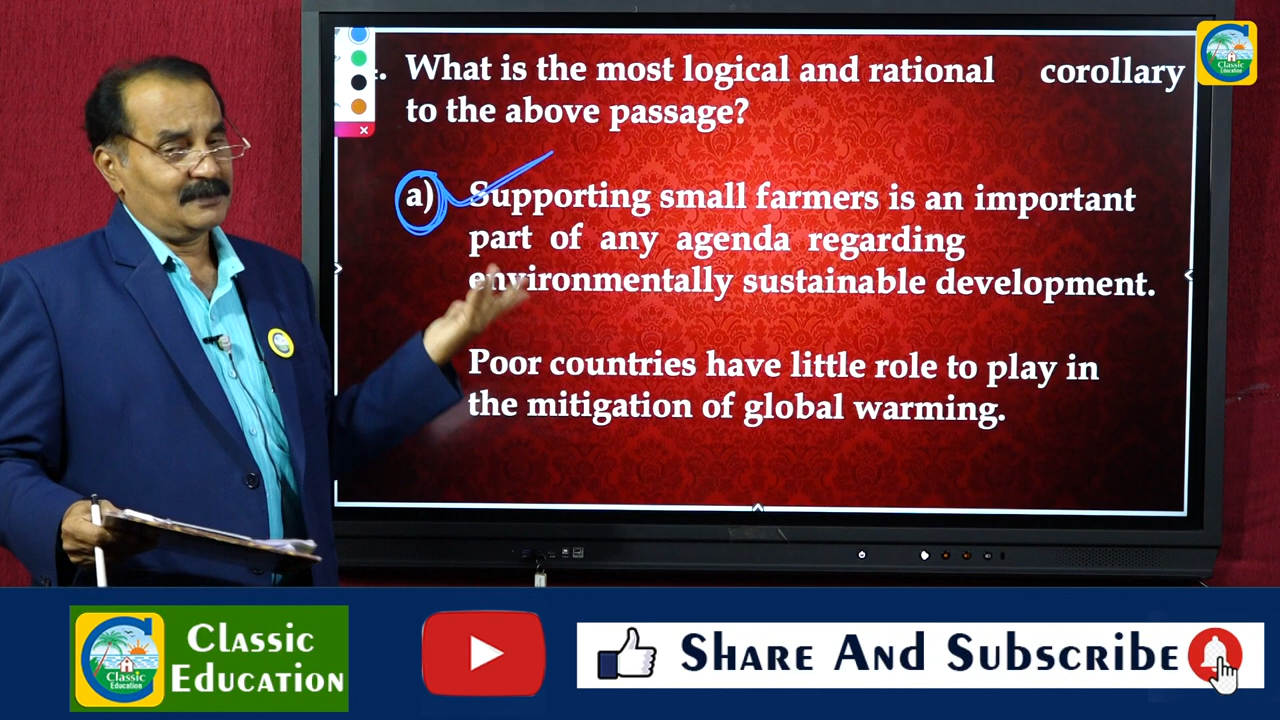 . What is the most logical and rational corollary
to the above passage?
a) Supporting small farmers is an important
part of any agenda regarding
environmentally sustainable development.
Poor countries have little role to play in
the mitigation of global warming.
Classic
Education
Classic
Education
Classic
Education
Share And Subscribe